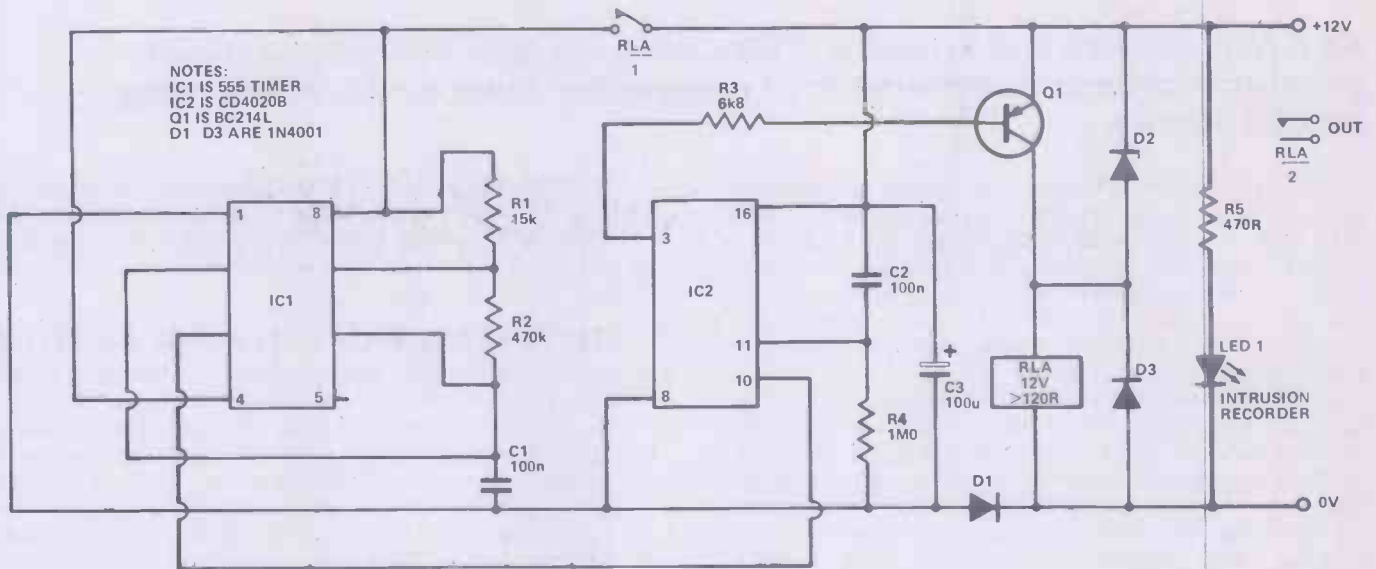 RLA
1
+12V
NOTES:
IC1 IS 555 TIMER
IC2 IS CD4020B
Q1 IS BC214L
D1 D3 ARE 1N4001
R3
6k8
Q1
OUT
RLA
2
D2
R1
15k
R5
470R
1
8
3
16
IC1
IC2
C2
100n
R2
470k
11
10
8
4
5
C3
100u
R4
1M0
RLA
12V
>120R
D3
LED 1
INTRUSION
RECORDER
C1
100n
D1
0V